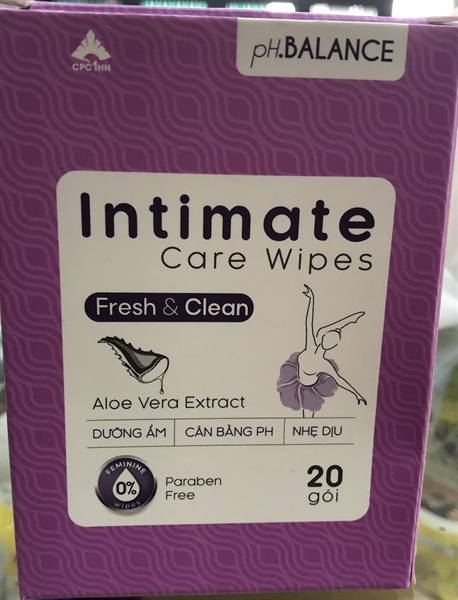 CPC1HN
pH.BALANCE
Intimate
Care Wipes
Fresh & Clean
Aloe Vera Extract
DƯỠNG ẨM
CÂN BẰNG PH
NHẸ DỊU
FEMININE
0%
wipes
Paraben
Free
20
gói